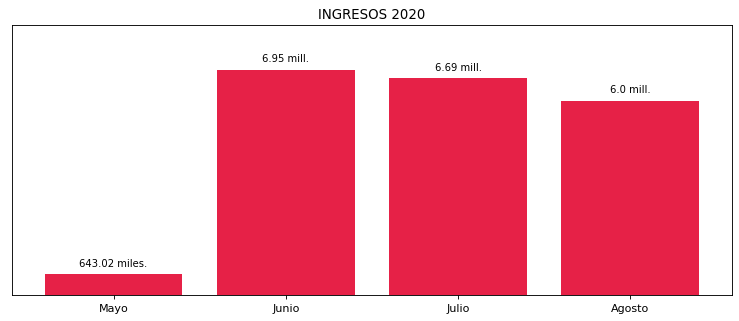 INGRESOS 2020
6.95 mill.
6.69 mill.
6.0 mill.
643.02 miles.
Mayo
Junio
Julio
Agosto